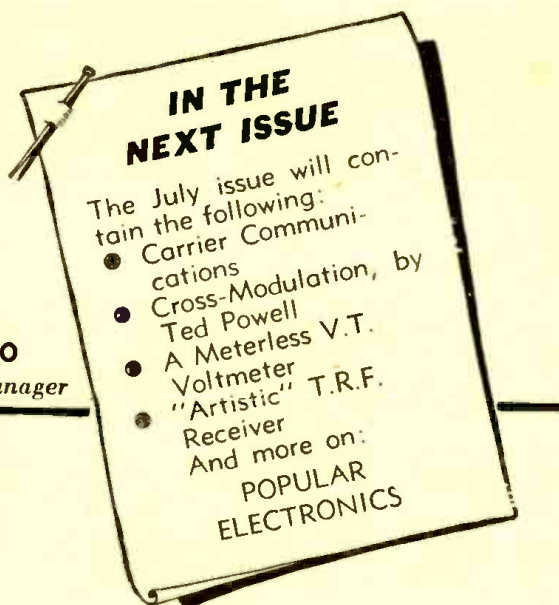 IN THE
NEXT ISSUE
The July issue will con-
tain the following:
● Carrier Communi-
cations
● Cross-Modulation, by
Ted Powell
● A Meterless V.T.
Voltmeter
● "Artistic" T.R.F.
Receiver
And more on:
POPULAR
ELECTRONICS